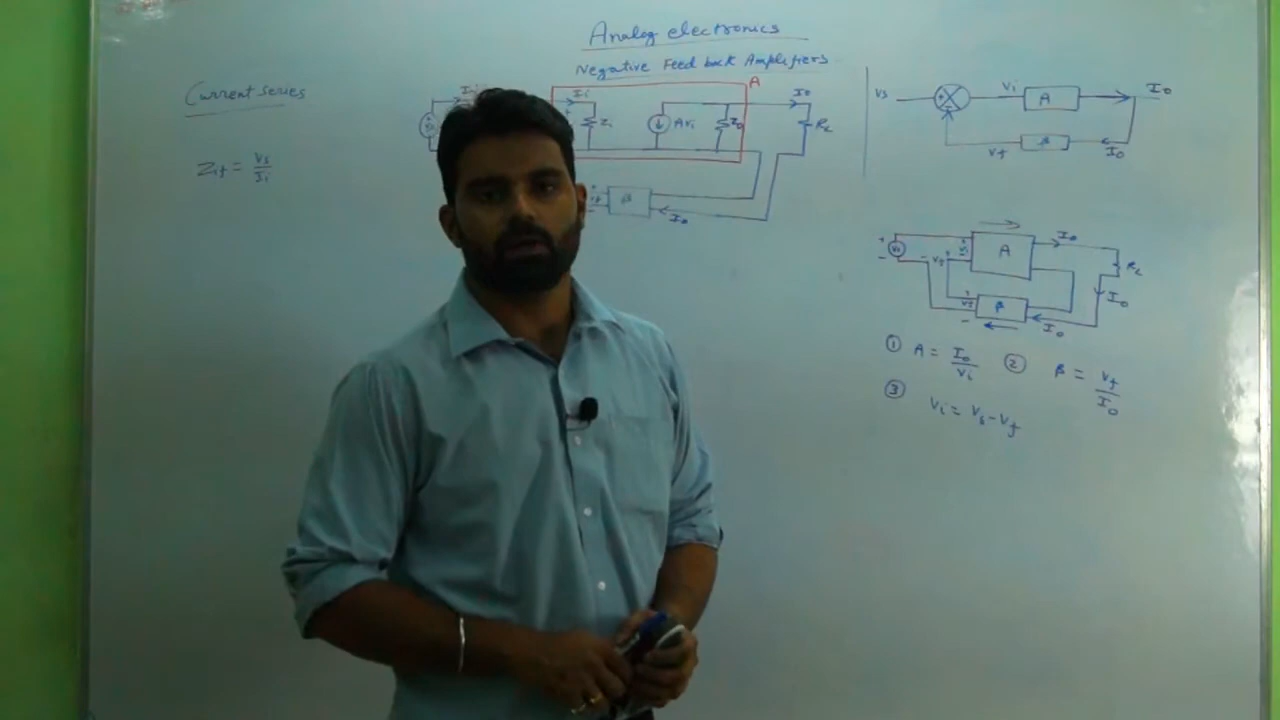 Analog electronics
Negative Feed back Amplifiers
Current series
Zif = Vs / Ii
Ii
Zi
Avi
Zo
A
Io
RL
β
Io
Vs
Vi
A
Io
Vf
β
Io
Vs
Vi
A
Io
RL
Vf
Vf
β
Io
Io
① A = Io / Vi
② β = Vf / Io
③ Vi = Vs - Vf